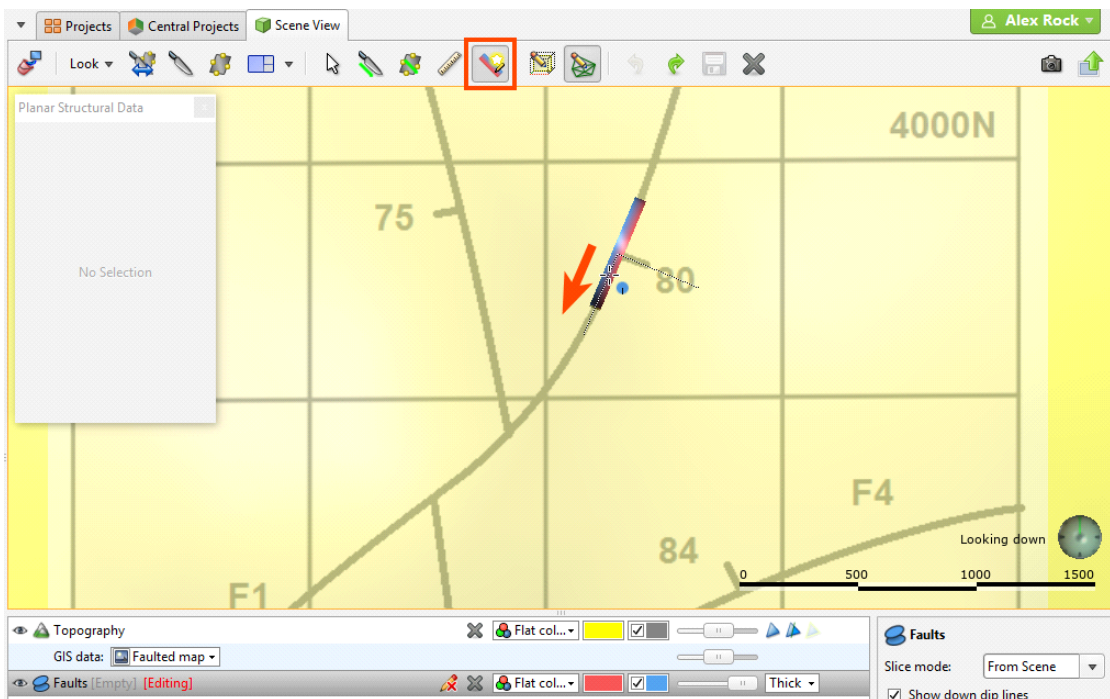 Projects Central Projects Scene View Alex Rock
Look
Planar Structural Data
No Selection
4000N
75
80
F4
84
F1
Looking down
0 500 1000 1500
Topography Flat col...
GIS data: Faulted map
Faults [Empty] [Editing] Flat col... Thick
Faults
Slice mode: From Scene
Show down dip lines